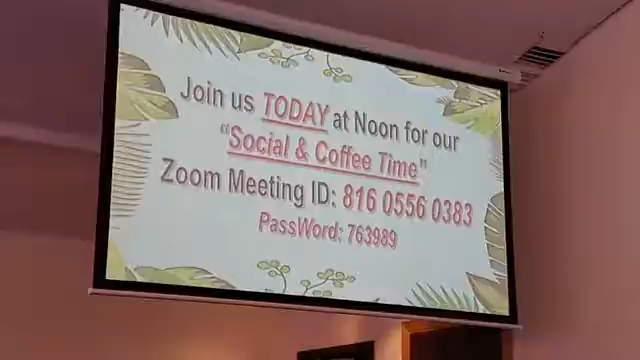 Join us TODAY at Noon for our
“Social & Coffee Time”
Zoom Meeting ID: 816 0556 0383
PassWord: 763989